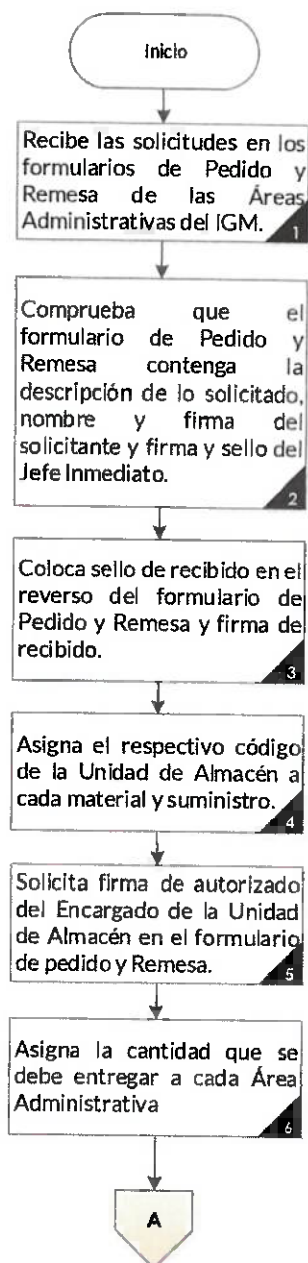 Inicio
Recibe las solicitudes en los
formularios de Pedido y
Remesa de las Áreas
Administrativas del IGM.
1
Comprueba que el
formulario de Pedido y
Remesa contenga la
descripción de lo solicitado,
nombre y firma del
solicitante y firma y sello del
Jefe Inmediato.
2
Coloca sello de recibido en el
reverso del formulario de
Pedido y Remesa y firma de
recibido.
3
Asigna el respectivo código
de la Unidad de Almacén a
cada material y suministro.
4
Solicita firma de autorizado
del Encargado de la Unidad
de Almacén en el formulario
de pedido y Remesa.
5
Asigna la cantidad que se
debe entregar a cada Área
Administrativa
6
A